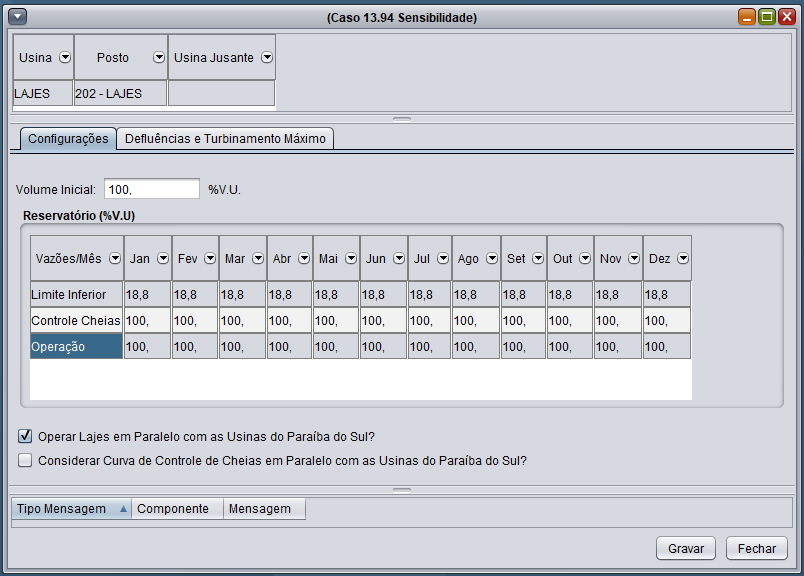 (Caso 13.94 Sensibilidade)
Usina Posto Usina Jusante
LAJES 202 - LAJES
Configurações Defluências e Turbinamento Máximo
Volume Inicial: 100, %V.U.
Reservatório (%V.U)
Vazões/Mês Jan Fev Mar Abr Mai Jun Jul Ago Set Out Nov Dez
Limite Inferior 18,8 18,8 18,8 18,8 18,8 18,8 18,8 18,8 18,8 18,8 18,8 18,8
Controle Cheias 100, 100, 100, 100, 100, 100, 100, 100, 100, 100, 100, 100,
Operação 100, 100, 100, 100, 100, 100, 100, 100, 100, 100, 100, 100,
Operar Lajes em Paralelo com as Usinas do Paraíba do Sul?
Considerar Curva de Controle de Cheias em Paralelo com as Usinas do Paraíba do Sul?
Tipo Mensagem Componente Mensagem
Gravar Fechar